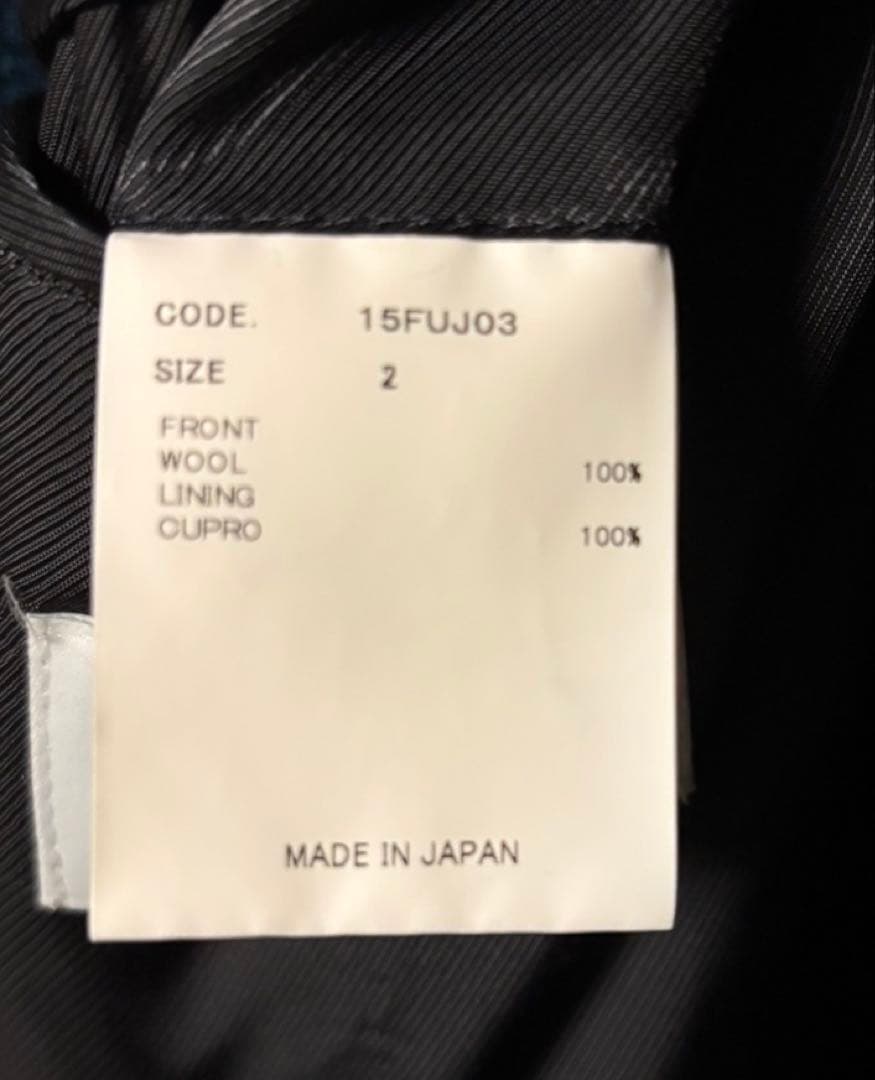 CODE. 15FUJ03
SIZE 2
FRONT
WOOL 100%
LINING
CUPRO 100%
MADE IN JAPAN